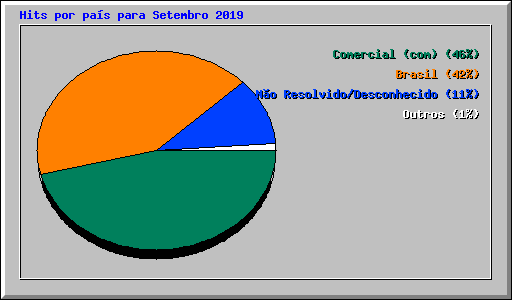 Hits por país para Setembro 2019
Comercial (com) (46%)
Brasil (42%)
Não Resolvido/Desconhecido (11%)
Outros (1%)